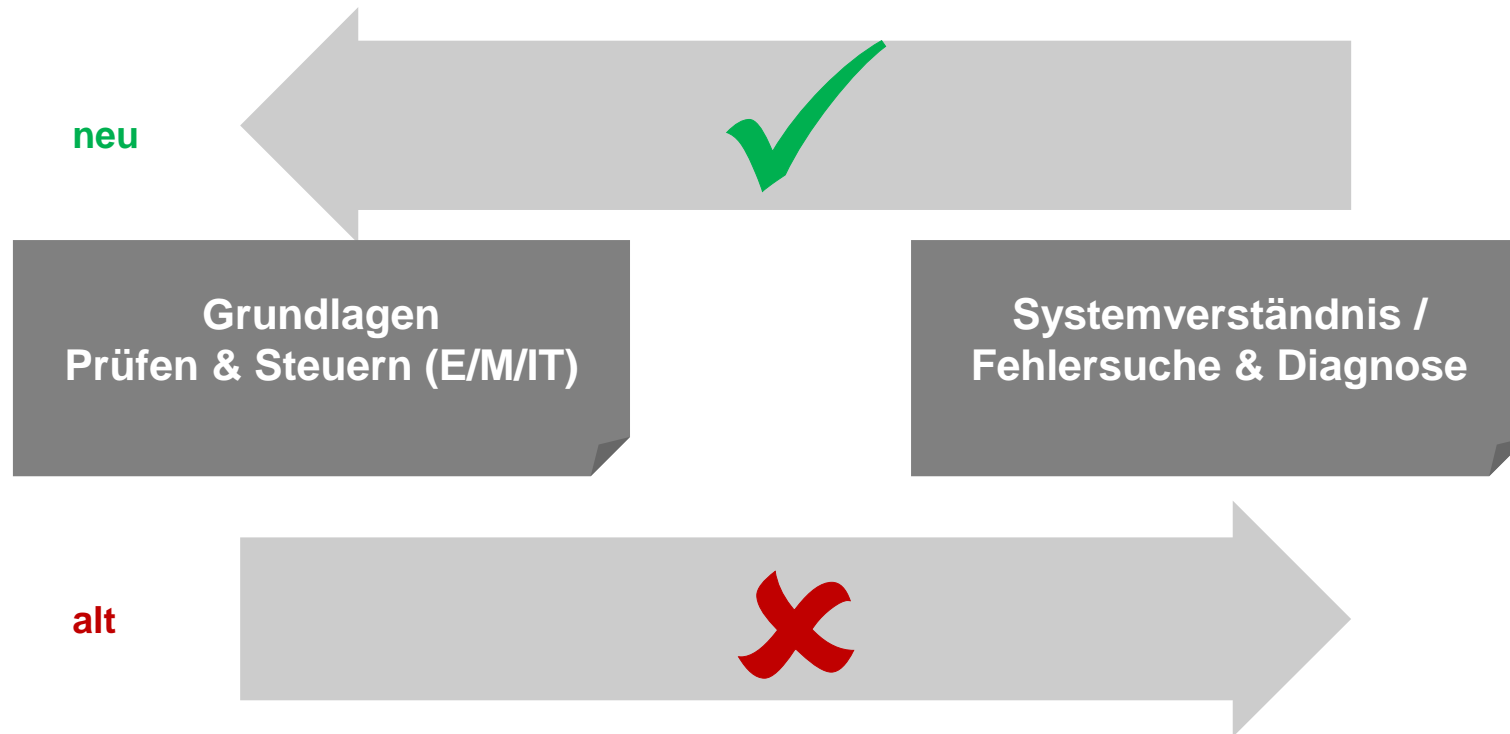 neu
Grundlagen
Prüfen & Steuern (E/M/IT)
Systemverständnis /
Fehlersuche & Diagnose
alt